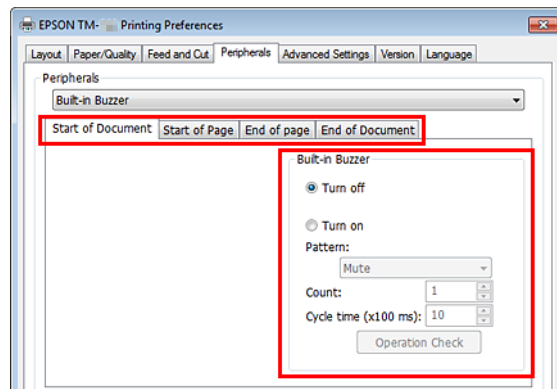 EPSON TM- Printing Preferences
Layout Paper/Quality Feed and Cut Peripherals Advanced Settings Version Language
Peripherals
Built-in Buzzer
Start of Document Start of Page End of page End of Document
Built-in Buzzer
Turn off
Turn on
Pattern:
Mute
Count: 1
Cycle time (x100 ms): 10
Operation Check